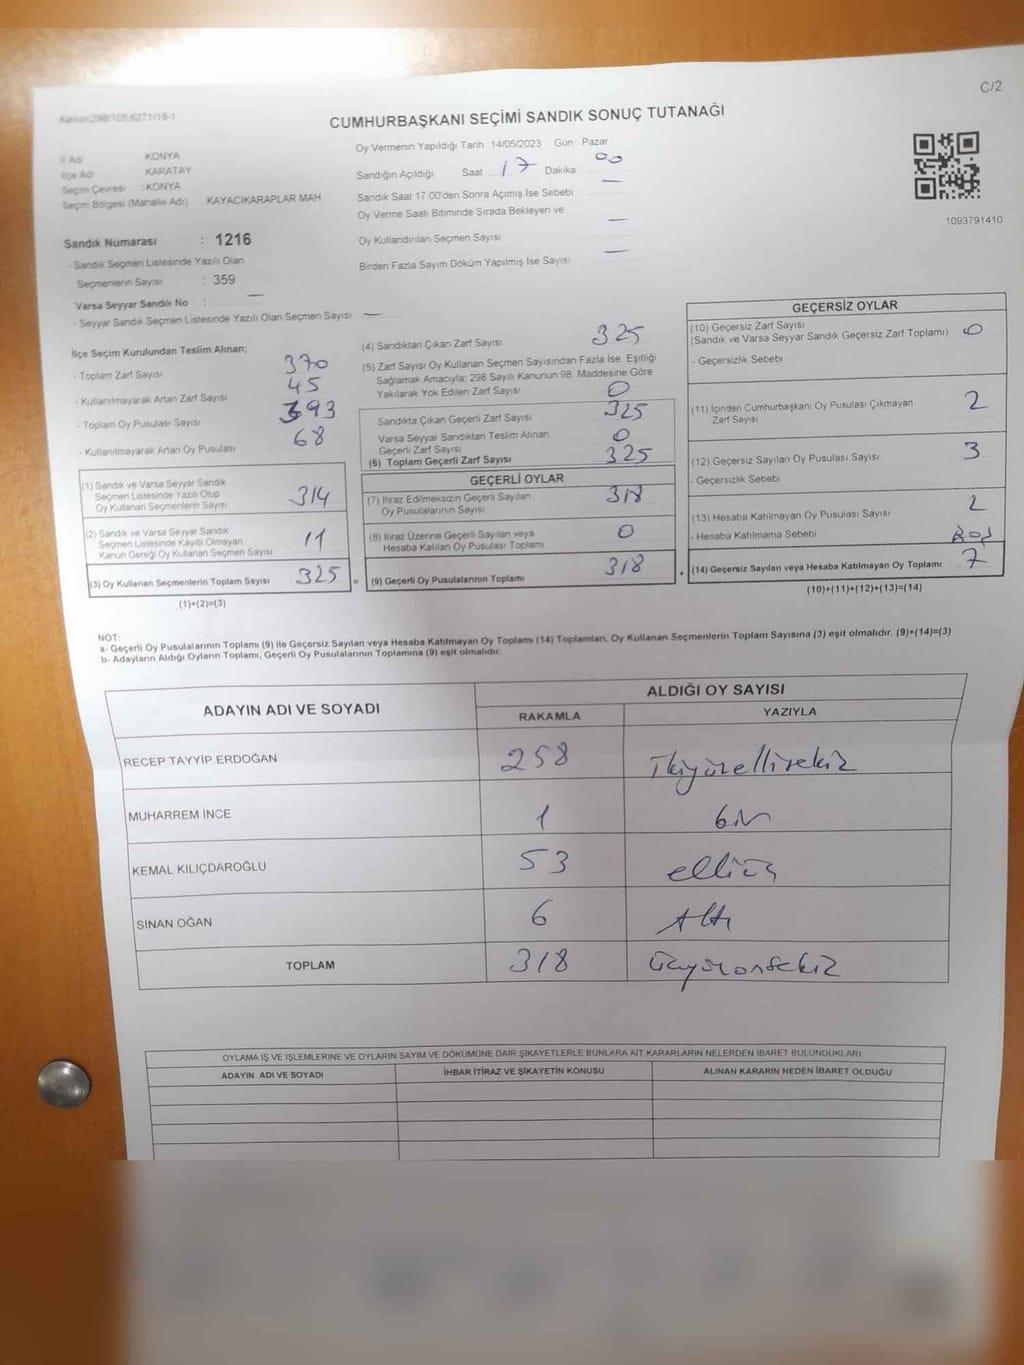 C/2
Kanun:298/105,6271/18-1
CUMHURBAŞKANI SEÇİMİ SANDIK SONUÇ TUTANAĞI
İl Adı KONYA
İlçe Adı KARATAY
Seçim Çevresi : KONYA
Seçim Bölgesi (Mahalle Adı) KAYACIKARAPLAR MAH
Oy Vermenin Yapıldığı Tarih :14/05/2023 Gün Pazar
Sandığın Açıldığı Saat 17 Dakika 00
Sandık Saat 17:00'den Sonra Açımış İse Sebebi —
Oy Verme Saati Bitiminde Sırada Bekleyen ve
Oy Kullandırılan Seçmen Sayısı —
Birden Fazla Sayım Döküm Yapılmış İse Sayısı —
1093791410
Sandık Numarası : 1216
- Sandık Seçmen Listesinde Yazılı Olan
Seçmenlerin Sayısı : 359
Varsa Seyyar Sandık No : —
- Seyyar Sandık Seçmen Listesinde Yazılı Olan Seçmen Sayısı —
İlçe Seçim Kurulundan Teslim Alınan;
- Toplam Zarf Sayısı 370
- Kullanılmayarak Artan Zarf Sayısı 45
- Toplam Oy Pusulası Sayısı 393
- Kullanılmayarak Artan Oy Pusulası 68
(1) Sandık ve Varsa Seyyar Sandık
Seçmen Listesinde Yazılı Olup
Oy Kullanan Seçmenlerin Sayısı 314
(2) Sandık ve Varsa Seyyar Sandık
Seçmen Listesinde Kayıtlı Olmayan
Kanun Gereği Oy Kullanan Seçmen Sayısı 11
(3) Oy Kullanan Seçmenlerin Toplam Sayısı 325
(1)+(2)=(3)
(4) Sandıktan Çıkan Zarf Sayısı 325
(5) Zarf Sayısı Oy Kullanan Seçmen Sayısından Fazla İse, Eşitliği
Sağlamak Amacıyla; 298 Sayılı Kanunun 98. Maddesine Göre
Yakılarak Yok Edilen Zarf Sayısı 0
Sandıkta Çıkan Geçerli Zarf Sayısı 325
Varsa Seyyar Sandıktan Teslim Alınan
Geçerli Zarf Sayısı 0
(6) Toplam Geçerli Zarf Sayısı 325
GEÇERLİ OYLAR
(7) İtiraz Edilmeksizin Geçerli Sayılan
Oy Pusulalarının Sayısı 318
(8) İtiraz Üzerine Geçerli Sayılan veya
Hesaba Katılan Oy Pusulası Toplamı 0
= (9) Geçerli Oy Pusulalarının Toplamı 318
GEÇERSİZ OYLAR
(10) Geçersiz Zarf Sayısı
(Sandık ve Varsa Seyyar Sandık Geçersiz Zarf Toplamı) 0
- Geçersizlik Sebebi
(11) İçinden Cumhurbaşkanı Oy Pusulası Çıkmayan
Zarf Sayısı 2
(12) Geçersiz Sayılan Oy Pusulası Sayısı 3
- Geçersizlik Sebebi
(13) Hesaba Katılmayan Oy Pusulası Sayısı 2
- Hesaba Katılmama Sebebi Boş
+ (14) Geçersiz Sayılan veya Hesaba Katılmayan Oy Toplamı 7
(10)+(11)+(12)+(13)=(14)
NOT:
a- Geçerli Oy Pusulalarının Toplamı (9) ile Geçersiz Sayılan veya Hesaba Katılmayan Oy Toplamı (14) Toplamları, Oy Kullanan Seçmenlerin Toplam Sayısına (3) eşit olmalıdır. (9)+(14)=(3)
b- Adayların Aldığı Oyların Toplamı, Geçerli Oy Pusulalarının Toplamına (9) eşit olmalıdır.
ADAYIN ADI VE SOYADI ALDIĞI OY SAYISI
RAKAMLA YAZIYLA
RECEP TAYYİP ERDOĞAN 258 İkiyüzellisekiz
MUHARREM İNCE 1 bir
KEMAL KILIÇDAROĞLU 53 elliüç
SİNAN OĞAN 6 Altı
TOPLAM 318 üçyüzonsekiz
OYLAMA İŞ VE İŞLEMLERİNE VE OYLARIN SAYIM VE DÖKÜMÜNE DAİR ŞİKAYETLERLE BUNLARA AİT KARARLARIN NELERDEN İBARET BULUNDUKLARI
ADAYIN ADI VE SOYADI İHBAR İTİRAZ VE ŞİKAYETİN KONUSU ALINAN KARARIN NEDEN İBARET OLDUĞU